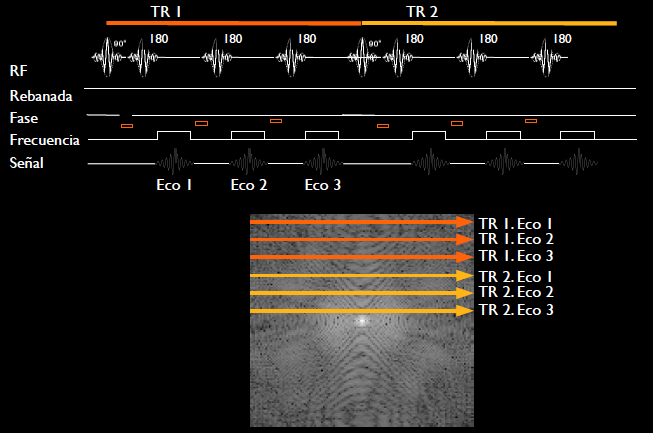 TR 1 TR 2
90° 180 180 180 90° 180 180 180
RF
Rebanada
Fase
Frecuencia
Señal
Eco 1 Eco 2 Eco 3
TR 1. Eco 1
TR 1. Eco 2
TR 1. Eco 3
TR 2. Eco 1
TR 2. Eco 2
TR 2. Eco 3